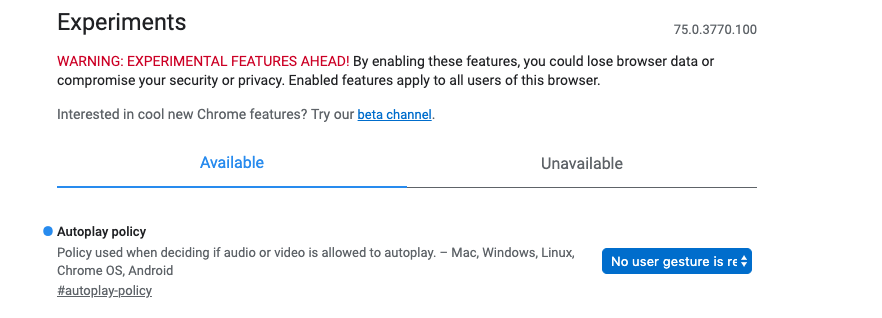 Experiments
75.0.3770.100
WARNING: EXPERIMENTAL FEATURES AHEAD! By enabling these features, you could lose browser data or
compromise your security or privacy. Enabled features apply to all users of this browser.
Interested in cool new Chrome features? Try our beta channel.
Available
Unavailable
Autoplay policy
Policy used when deciding if audio or video is allowed to autoplay. – Mac, Windows, Linux,
Chrome OS, Android
No user gesture is re
#autoplay-policy